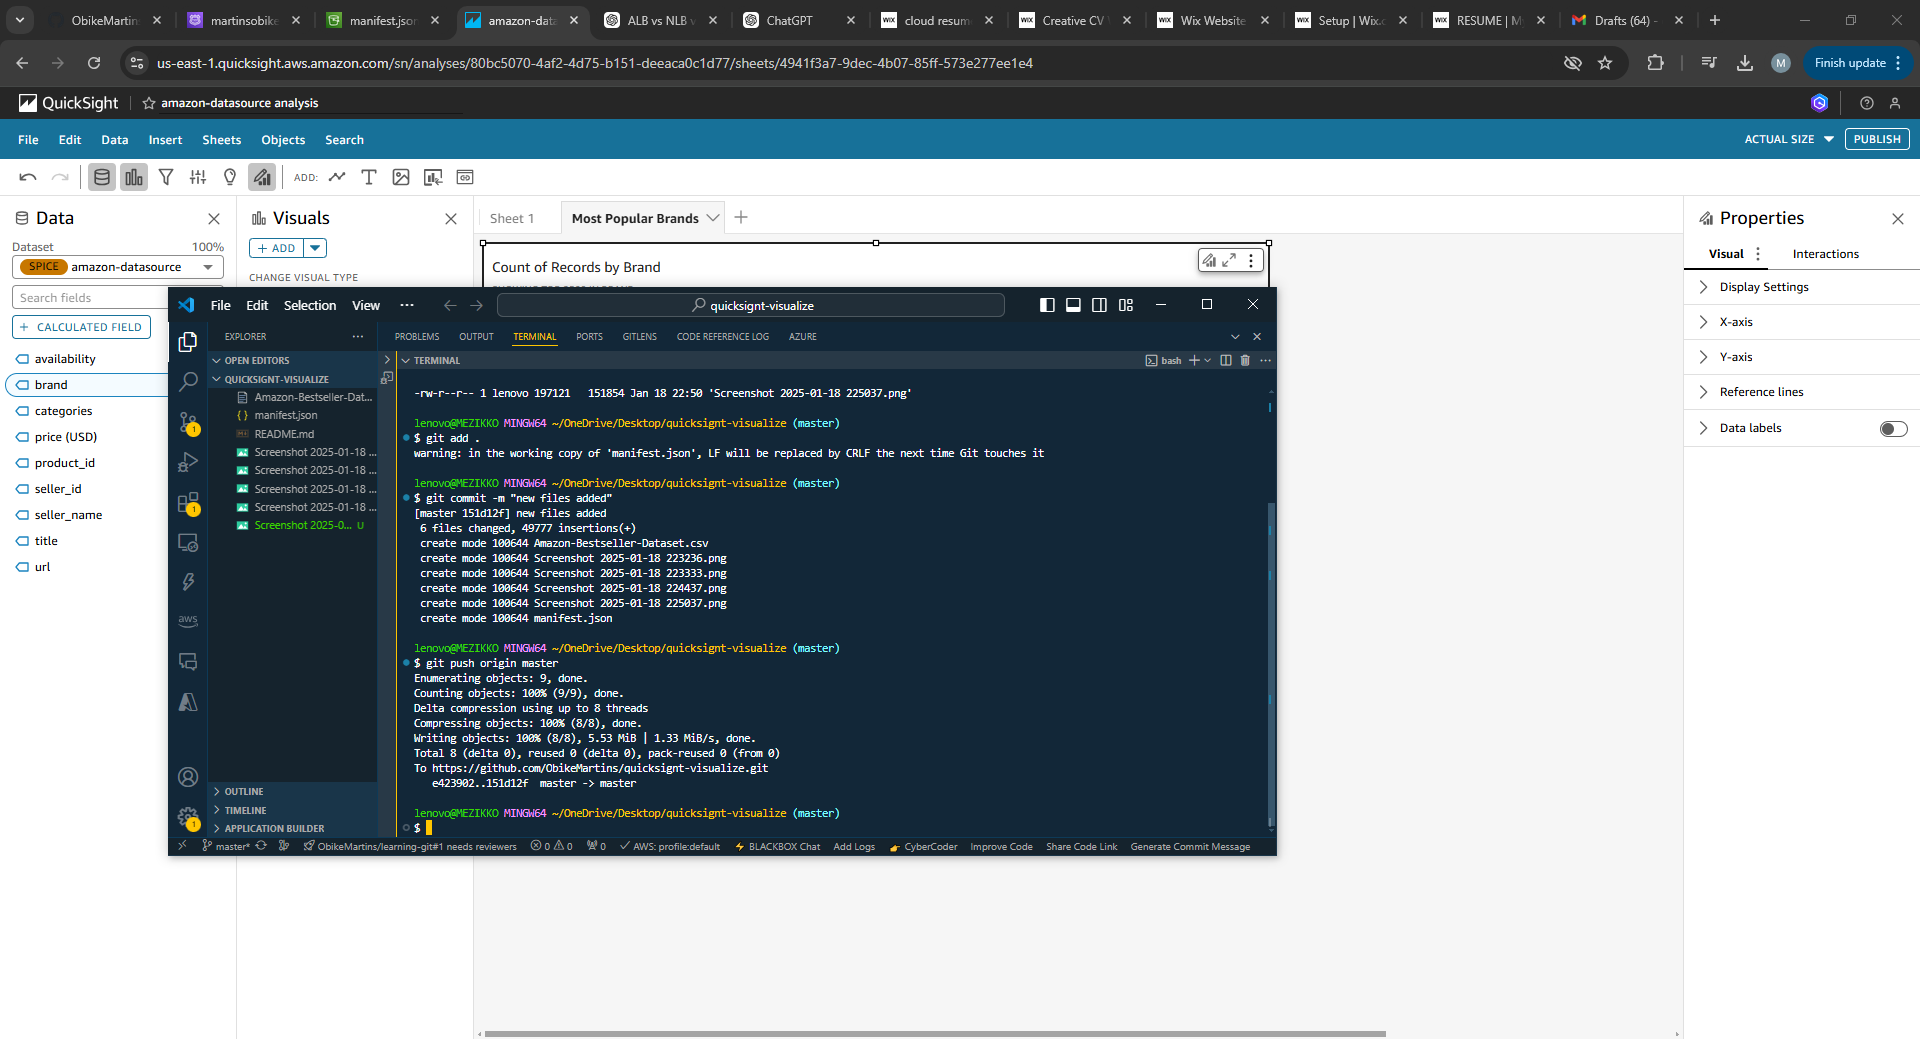 ObikeMartins
martinsobike
manifest.json
amazon-data
ALB vs NLB v
ChatGPT
WIX cloud resum
WIX Creative CV
WIX Wix Website
WIX Setup | Wix.c
WIX RESUME | M
Drafts (64) -
us-east-1.quicksight.aws.amazon.com/sn/analyses/80bc5070-4af2-4d75-b151-deeaca0c1d77/sheets/4941f3a7-9dec-4b07-85ff-573e277ee1e4
M
Finish update
QuickSight
amazon-datasource analysis
File Edit Data Insert Sheets Objects Search
ACTUAL SIZE
PUBLISH
ADD:
Data
Dataset 100%
SPICE amazon-datasource
Search fields
+ CALCULATED FIELD
availability
brand
categories
price (USD)
product_id
seller_id
seller_name
title
url
Visuals
+ ADD
CHANGE VISUAL TYPE
Sheet 1
Most Popular Brands
Count of Records by Brand
Properties
Visual Interactions
Display Settings
X-axis
Y-axis
Reference lines
Data labels
File Edit Selection View ...
quicksignt-visualize
EXPLORER
OPEN EDITORS
QUICKSIGNT-VISUALIZE
Amazon-Bestseller-Dat...
manifest.json
README.md
Screenshot 2025-01-18 ...
Screenshot 2025-01-18 ...
Screenshot 2025-01-18 ...
Screenshot 2025-01-18 ...
Screenshot 2025-0... U
aws
1
1
1
OUTLINE
TIMELINE
APPLICATION BUILDER
PROBLEMS OUTPUT TERMINAL PORTS GITLENS CODE REFERENCE LOG AZURE
TERMINAL
bash
-rw-r--r-- 1 lenovo 197121 151854 Jan 18 22:50 'Screenshot 2025-01-18 225037.png'
lenovo@MEZIKKO MINGW64 ~/OneDrive/Desktop/quicksignt-visualize (master)
$ git add .
warning: in the working copy of 'manifest.json', LF will be replaced by CRLF the next time Git touches it
lenovo@MEZIKKO MINGW64 ~/OneDrive/Desktop/quicksignt-visualize (master)
$ git commit -m "new files added"
[master 151d12f] new files added
6 files changed, 49777 insertions(+)
create mode 100644 Amazon-Bestseller-Dataset.csv
create mode 100644 Screenshot 2025-01-18 223236.png
create mode 100644 Screenshot 2025-01-18 223333.png
create mode 100644 Screenshot 2025-01-18 224437.png
create mode 100644 Screenshot 2025-01-18 225037.png
create mode 100644 manifest.json
lenovo@MEZIKKO MINGW64 ~/OneDrive/Desktop/quicksignt-visualize (master)
$ git push origin master
Enumerating objects: 9, done.
Counting objects: 100% (9/9), done.
Delta compression using up to 8 threads
Compressing objects: 100% (8/8), done.
Writing objects: 100% (8/8), 5.53 MiB | 1.33 MiB/s, done.
Total 8 (delta 0), reused 0 (delta 0), pack-reused 0 (from 0)
To https://github.com/ObikeMartins/quicksignt-visualize.git
e423902..151d12f master -> master
lenovo@MEZIKKO MINGW64 ~/OneDrive/Desktop/quicksignt-visualize (master)
$
master* ObikeMartins/learning-git#1 needs reviewers 0 0 0 AWS: profile:default BLACKBOX Chat Add Logs CyberCoder Improve Code Share Code Link Generate Commit Message